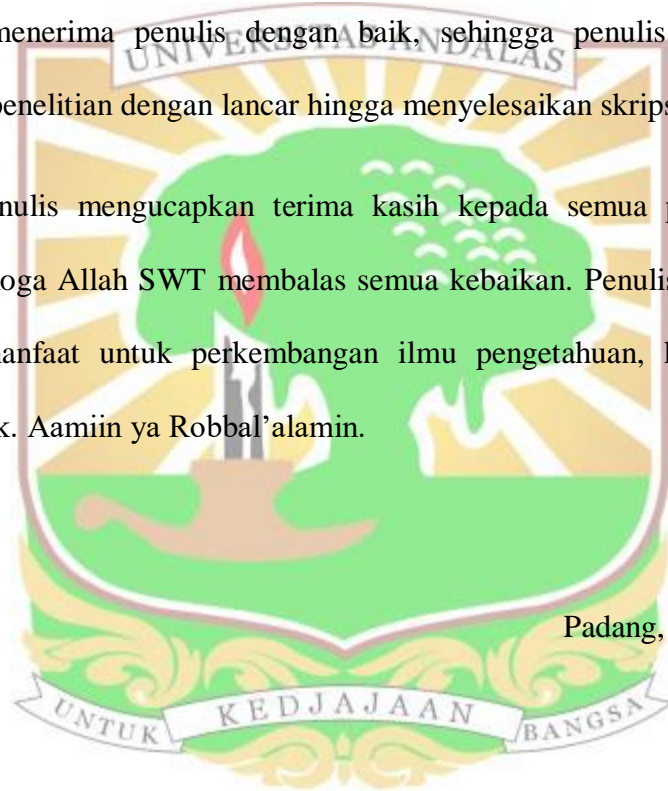 menerima penulis dengan baik, sehingga penulis
UNIVERSITAS ANDALAS
penelitian dengan lancar hingga menyelesaikan skrips
nulis mengucapkan terima kasih kepada semua p
oga Allah SWT membalas semua kebaikan. Penulis
anfaat untuk perkembangan ilmu pengetahuan,
k. Aamiin ya Robbal’alamin.
Padang,
UNTUK KEDJAJAAN BANGSA